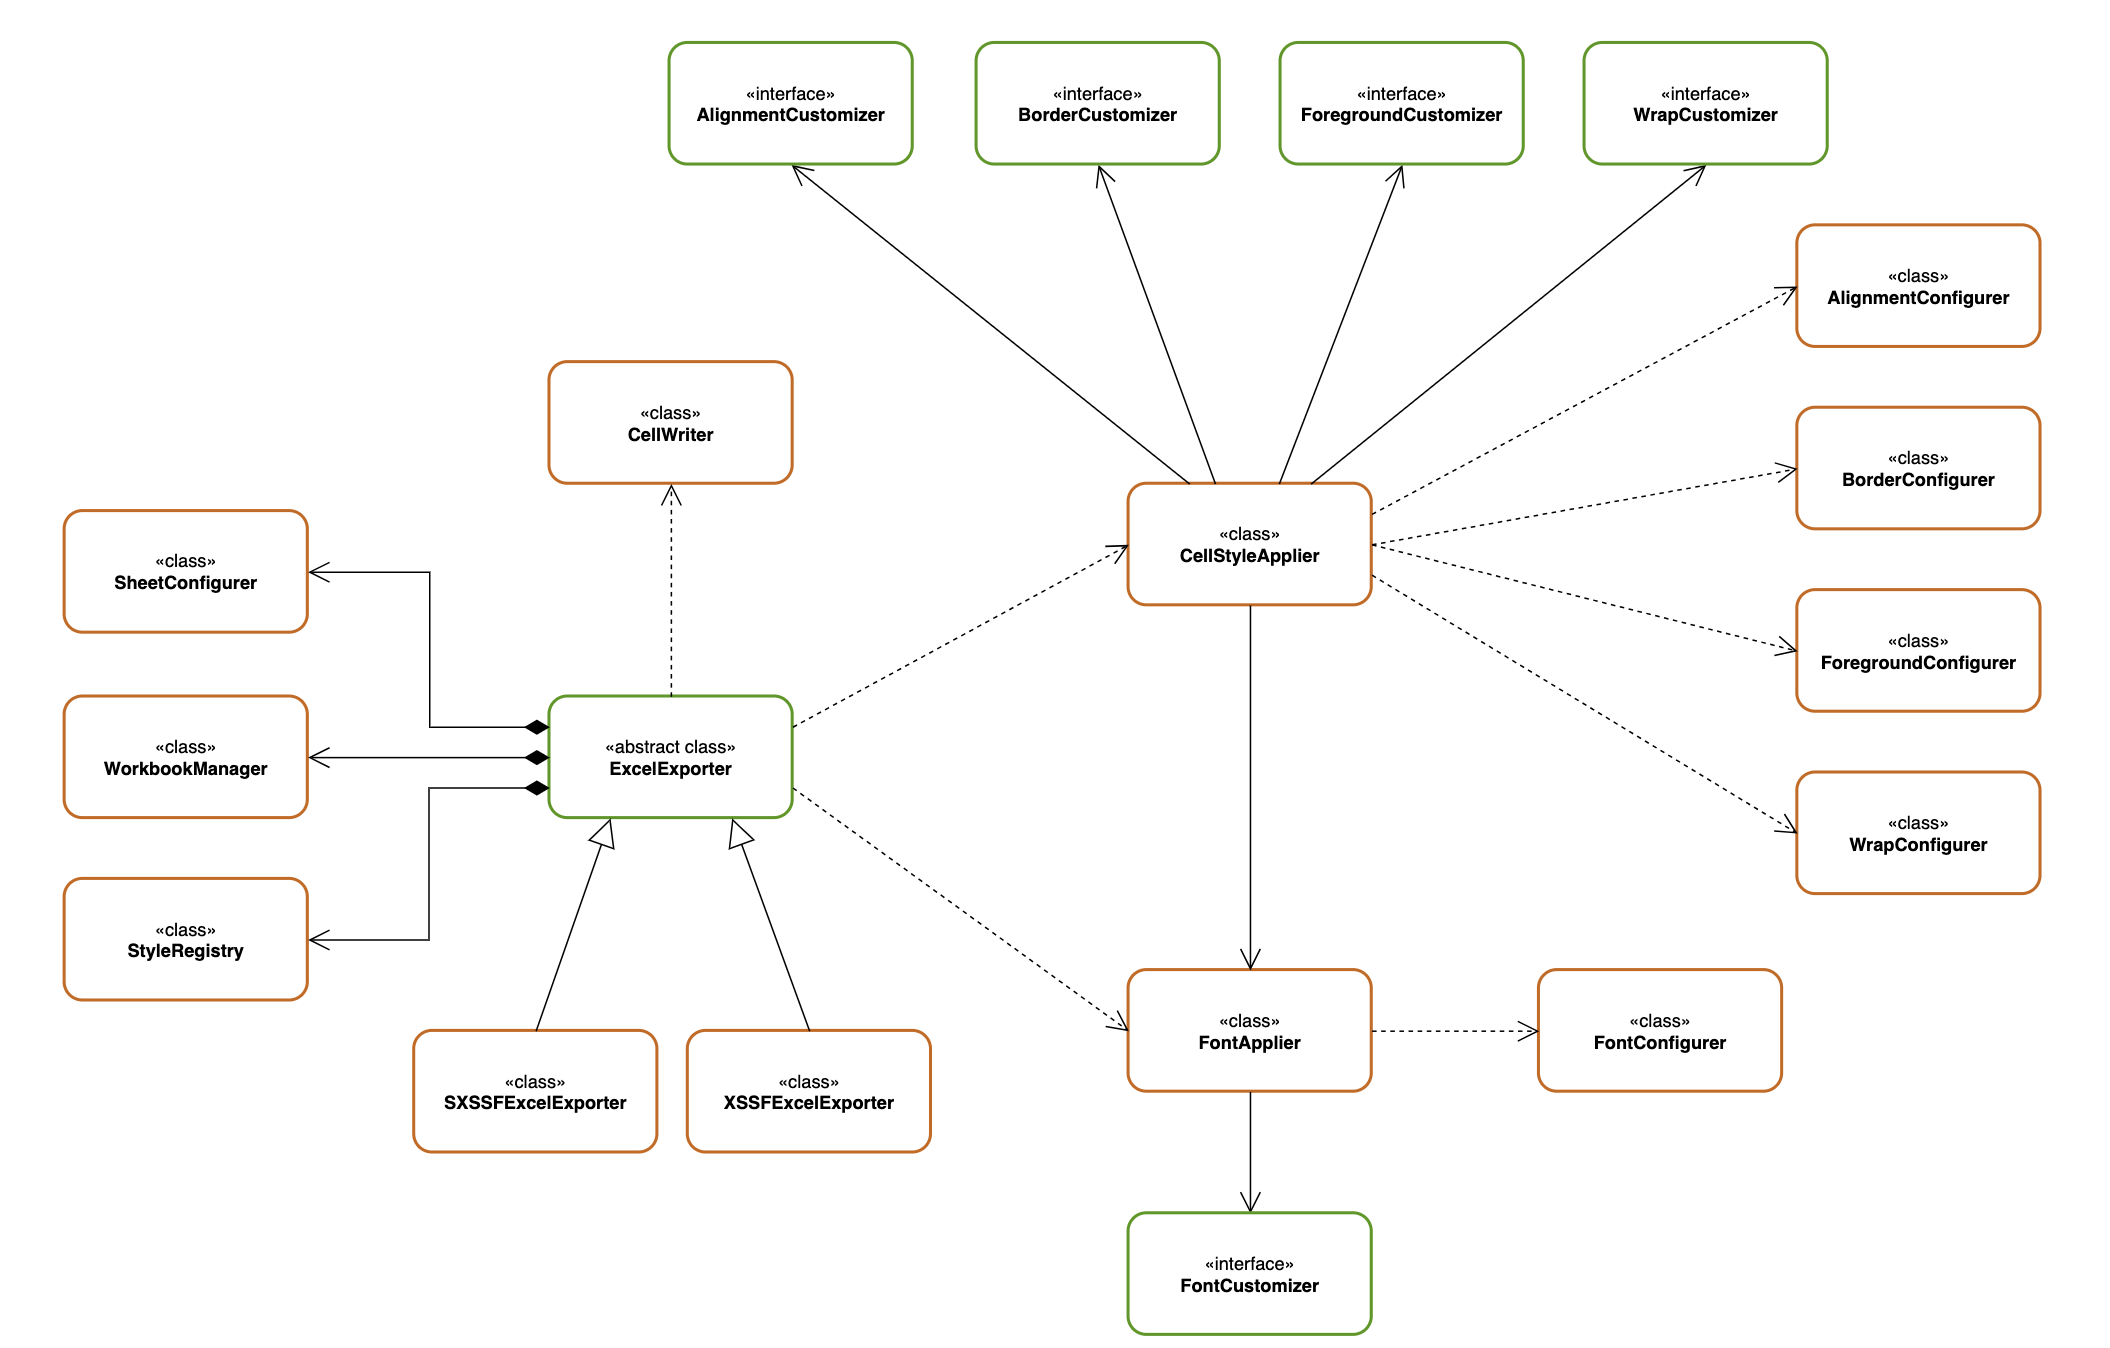 «interface»
AlignmentCustomizer
«interface»
BorderCustomizer
«interface»
ForegroundCustomizer
«interface»
WrapCustomizer
«class»
AlignmentConfigurer
«class»
CellWriter
«class»
BorderConfigurer
«class»
SheetConfigurer
«class»
CellStyleApplier
«class»
ForegroundConfigurer
«class»
WorkbookManager
«abstract class»
ExcelExporter
«class»
WrapConfigurer
«class»
StyleRegistry
«class»
FontApplier
«class»
FontConfigurer
«class»
SXSSFExcelExporter
«class»
XSSFExcelExporter
«interface»
FontCustomizer